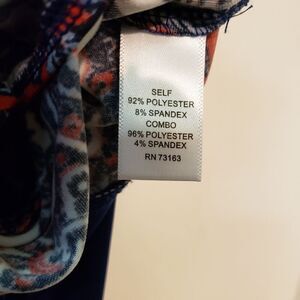 SELF
92% POLYESTER
8% SPANDEX
COMBO
96% POLYESTER
4% SPANDEX
RN 73163